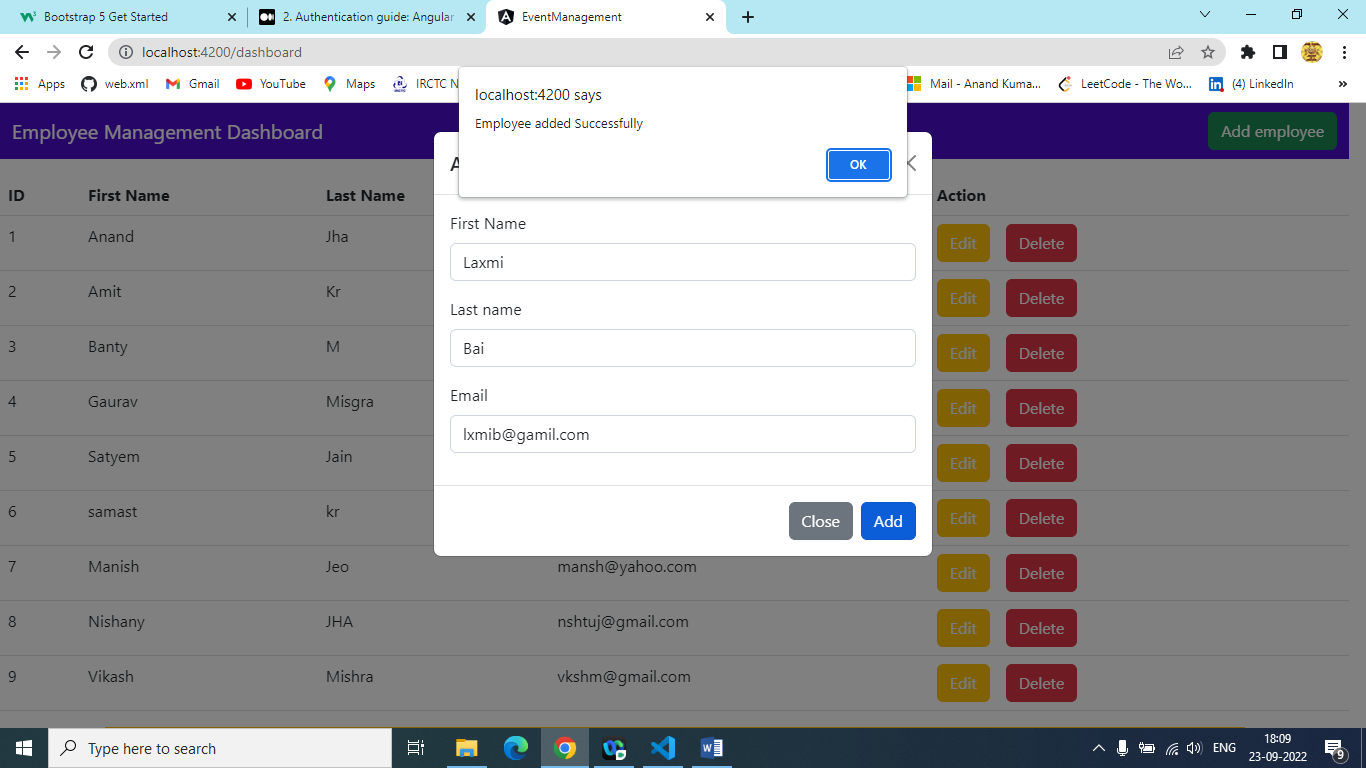 Bootstrap 5 Get Started
2. Authentication guide: Angular
EventManagement
localhost:4200/dashboard
Apps
web.xml
Gmail
YouTube
Maps
IRCTC N
Mail - Anand Kuma...
LeetCode - The Wo...
(4) LinkedIn
»
localhost:4200 says
Employee added Successfully
OK
Employee Management Dashboard
Add employee
ID First Name Last Name Action
1 Anand Jha Edit Delete
2 Amit Kr Edit Delete
3 Banty M Edit Delete
4 Gaurav Misgra Edit Delete
5 Satyem Jain Edit Delete
6 samast kr Edit Delete
7 Manish Jeo mansh@yahoo.com Edit Delete
8 Nishany JHA nshtuj@gmail.com Edit Delete
9 Vikash Mishra vkshm@gmail.com Edit Delete
First Name
Laxmi
Last name
Bai
Email
lxmib@gamil.com
Close Add
Type here to search
ENG
18:09
23-09-2022
9